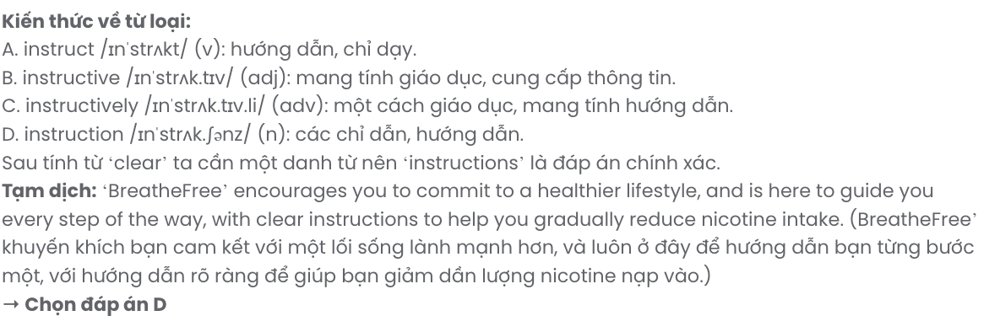 Kiến thức về từ loại:
A. instruct /ɪnˈstrʌkt/ (v): hướng dẫn, chỉ dạy.
B. instructive /ɪnˈstrʌk.tɪv/ (adj): mang tính giáo dục, cung cấp thông tin.
C. instructively /ɪnˈstrʌk.tɪv.li/ (adv): một cách giáo dục, mang tính hướng dẫn.
D. instruction /ɪnˈstrʌk.ʃənz/ (n): các chỉ dẫn, hướng dẫn.
Sau tính từ ‘clear’ ta cần một danh từ nên ‘instructions’ là đáp án chính xác.
Tạm dịch: ‘BreatheFree’ encourages you to commit to a healthier lifestyle, and is here to guide you
every step of the way, with clear instructions to help you gradually reduce nicotine intake. (BreatheFree’
khuyến khích bạn cam kết với một lối sống lành mạnh hơn, và luôn ở đây để hướng dẫn bạn từng bước
một, với hướng dẫn rõ ràng để giúp bạn giảm dần lượng nicotine nạp vào.)
→ Chọn đáp án D